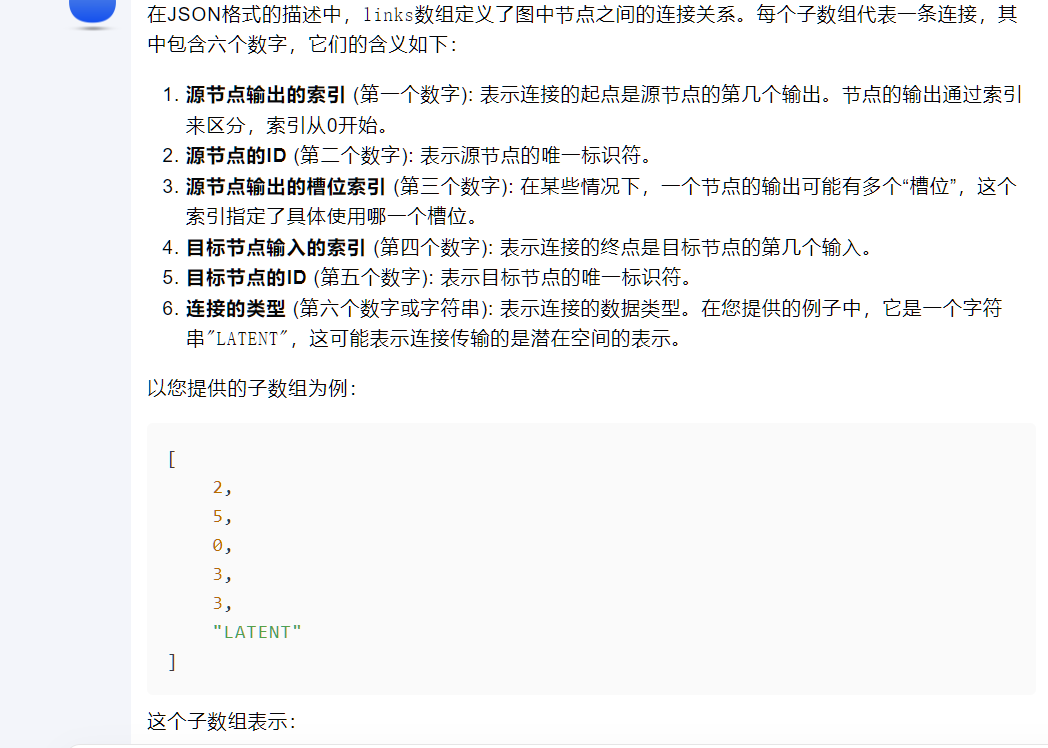 在JSON格式的描述中，links数组定义了图中节点之间的连接关系。每个子数组代表一条连接，其
中包含六个数字，它们的含义如下：
1. 源节点输出的索引 (第一个数字): 表示连接的起点是源节点的第几个输出。节点的输出通过索引
来区分，索引从0开始。
2. 源节点的ID (第二个数字): 表示源节点的唯一标识符。
3. 源节点输出的槽位索引 (第三个数字): 在某些情况下，一个节点的输出可能有多个“槽位”，这个
索引指定了具体使用哪一个槽位。
4. 目标节点输入的索引 (第四个数字): 表示连接的终点是目标节点的第几个输入。
5. 目标节点的ID (第五个数字): 表示目标节点的唯一标识符。
6. 连接的类型 (第六个数字或字符串): 表示连接的数据类型。在您提供的例子中，它是一个字符
串"LATENT"，这可能表示连接传输的是潜在空间的表示。
以您提供的子数组为例：
[
2,
5,
0,
3,
3,
"LATENT"
]
这个子数组表示：